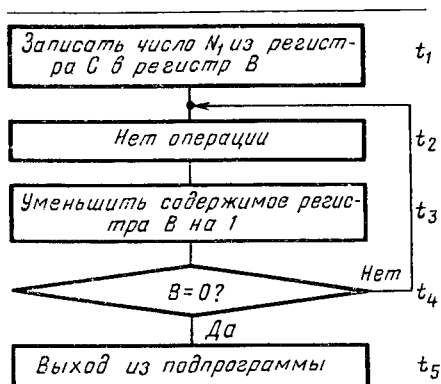 Записать число N₁ из регист-
ра С в регистр В
t₁
Нет операции
t₂
Уменьшить содержимое регис-
тра В на 1
t₃
Нет
В=0?
t₄
Да
Выход из подпрограммы
t₅